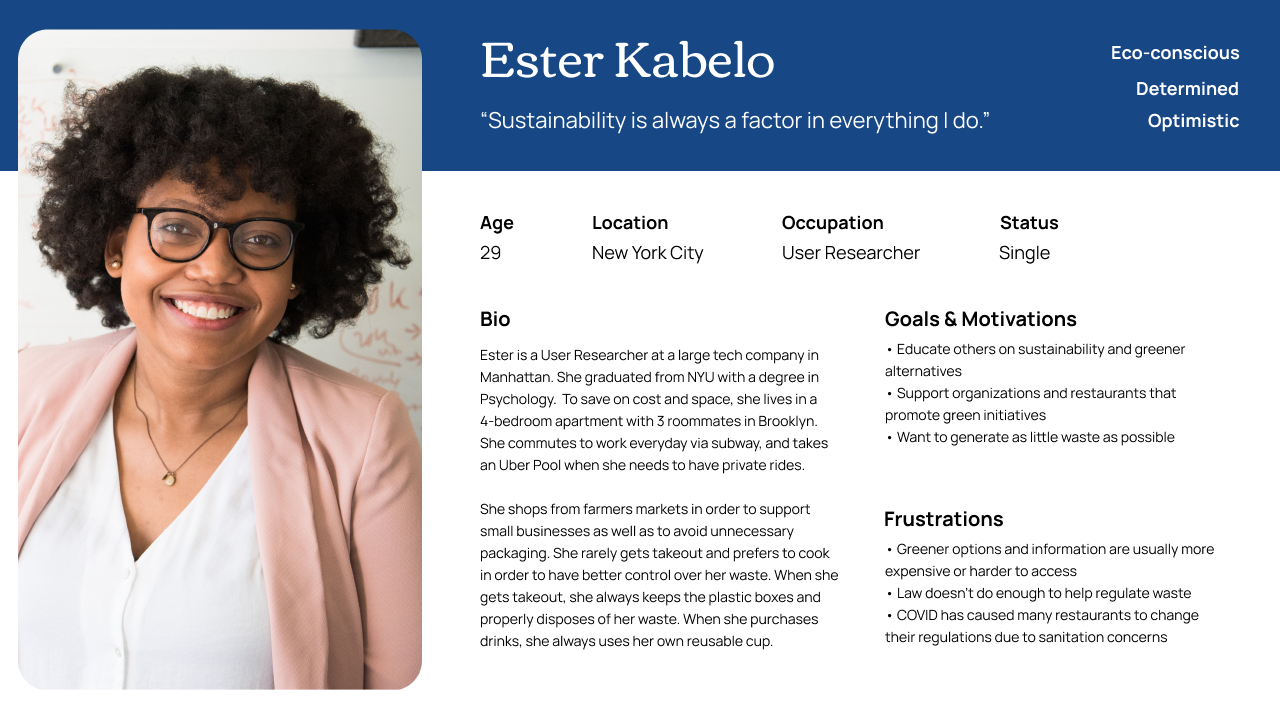 Ester Kabelo
“Sustainability is always a factor in everything I do.”
Eco-conscious
Determined
Optimistic
Age
29
Location
New York City
Occupation
User Researcher
Status
Single
Bio
Ester is a User Researcher at a large tech company in
Manhattan. She graduated from NYU with a degree in
Psychology.  To save on cost and space, she lives in a
4-bedroom apartment with 3 roommates in Brooklyn.
She commutes to work everyday via subway, and takes
an Uber Pool when she needs to have private rides.
She shops from farmers markets in order to support
small businesses as well as to avoid unnecessary
packaging. She rarely gets takeout and prefers to cook
in order to have better control over her waste. When she
gets takeout, she always keeps the plastic boxes and
properly disposes of her waste. When she purchases
drinks, she always uses her own reusable cup.
Goals & Motivations
• Educate others on sustainability and greener
alternatives
• Support organizations and restaurants that
promote green initiatives
• Want to generate as little waste as possible
Frustrations
• Greener options and information are usually more
expensive or harder to access
• Law doesn't do enough to help regulate waste
• COVID has caused many restaurants to change
their regulations due to sanitation concerns